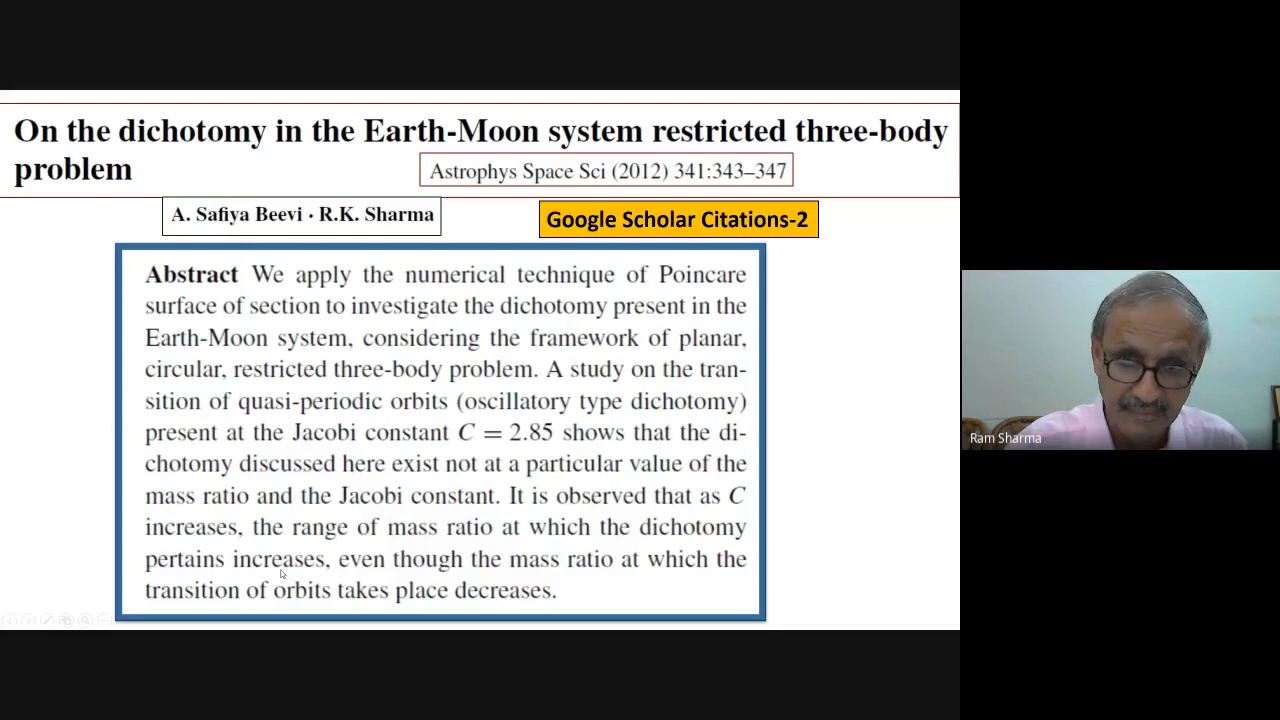 On the dichotomy in the Earth-Moon system restricted three-body
problem
Astrophys Space Sci (2012) 341:343–347
A. Safiya Beevi · R.K. Sharma
Google Scholar Citations-2
Abstract We apply the numerical technique of Poincare
surface of section to investigate the dichotomy present in the
Earth-Moon system, considering the framework of planar,
circular, restricted three-body problem. A study on the tran-
sition of quasi-periodic orbits (oscillatory type dichotomy)
present at the Jacobi constant C = 2.85 shows that the di-
chotomy discussed here exist not at a particular value of the
mass ratio and the Jacobi constant. It is observed that as C
increases, the range of mass ratio at which the dichotomy
pertains increases, even though the mass ratio at which the
transition of orbits takes place decreases.
Ram Sharma